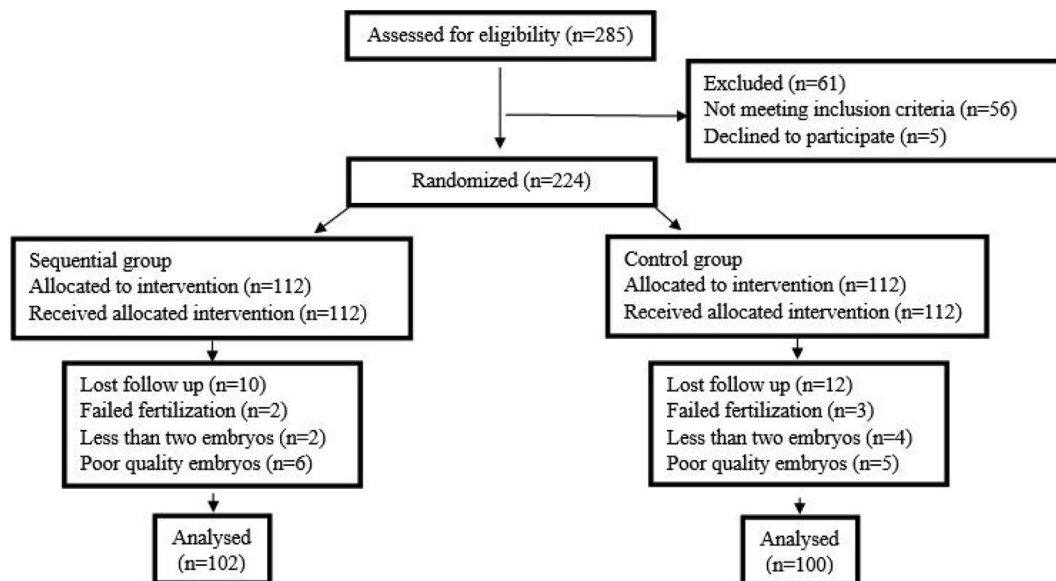 Assessed for eligibility (n=285)
Excluded (n=61)
Not meeting inclusion criteria (n=56)
Declined to participate (n=5)
Randomized (n=224)
Sequential group
Allocated to intervention (n=112)
Received allocated intervention (n=112)
Control group
Allocated to intervention (n=112)
Received allocated intervention (n=112)
Lost follow up (n=10)
Failed fertilization (n=2)
Less than two embryos (n=2)
Poor quality embryos (n=6)
Lost follow up (n=12)
Failed fertilization (n=3)
Less than two embryos (n=4)
Poor quality embryos (n=5)
Analysed
(n=102)
Analysed
(n=100)